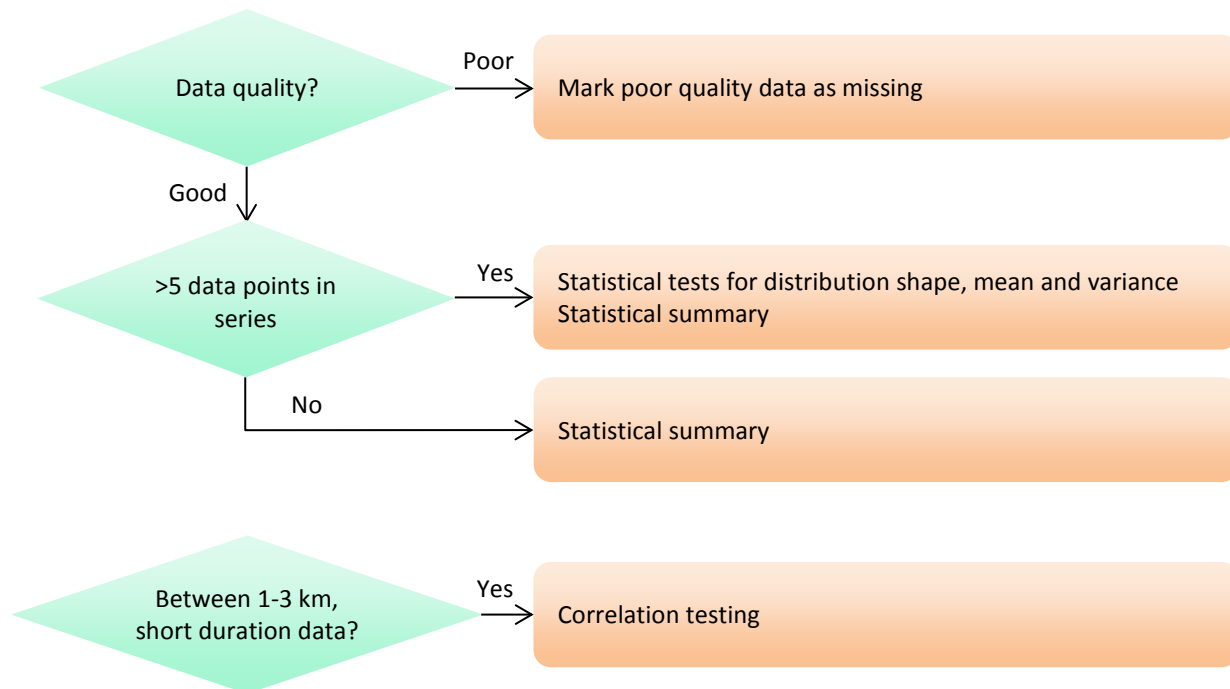 Data quality?
Poor
Mark poor quality data as missing
Good
>5 data points in
series
Yes
Statistical tests for distribution shape, mean and variance
Statistical summary
No
Statistical summary
Between 1-3 km,
short duration data?
Yes
Correlation testing